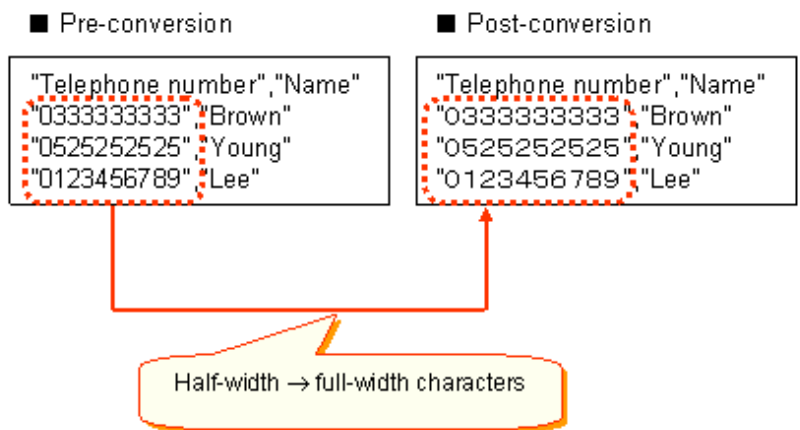 ■ Pre-conversion
"Telephone number","Name"
"0333333333","Brown"
"0525252525","Young"
"0123456789","Lee"
■ Post-conversion
"Telephone number","Name"
"0333333333","Brown"
"0525252525","Young"
"0123456789","Lee"
Half-width → full-width characters